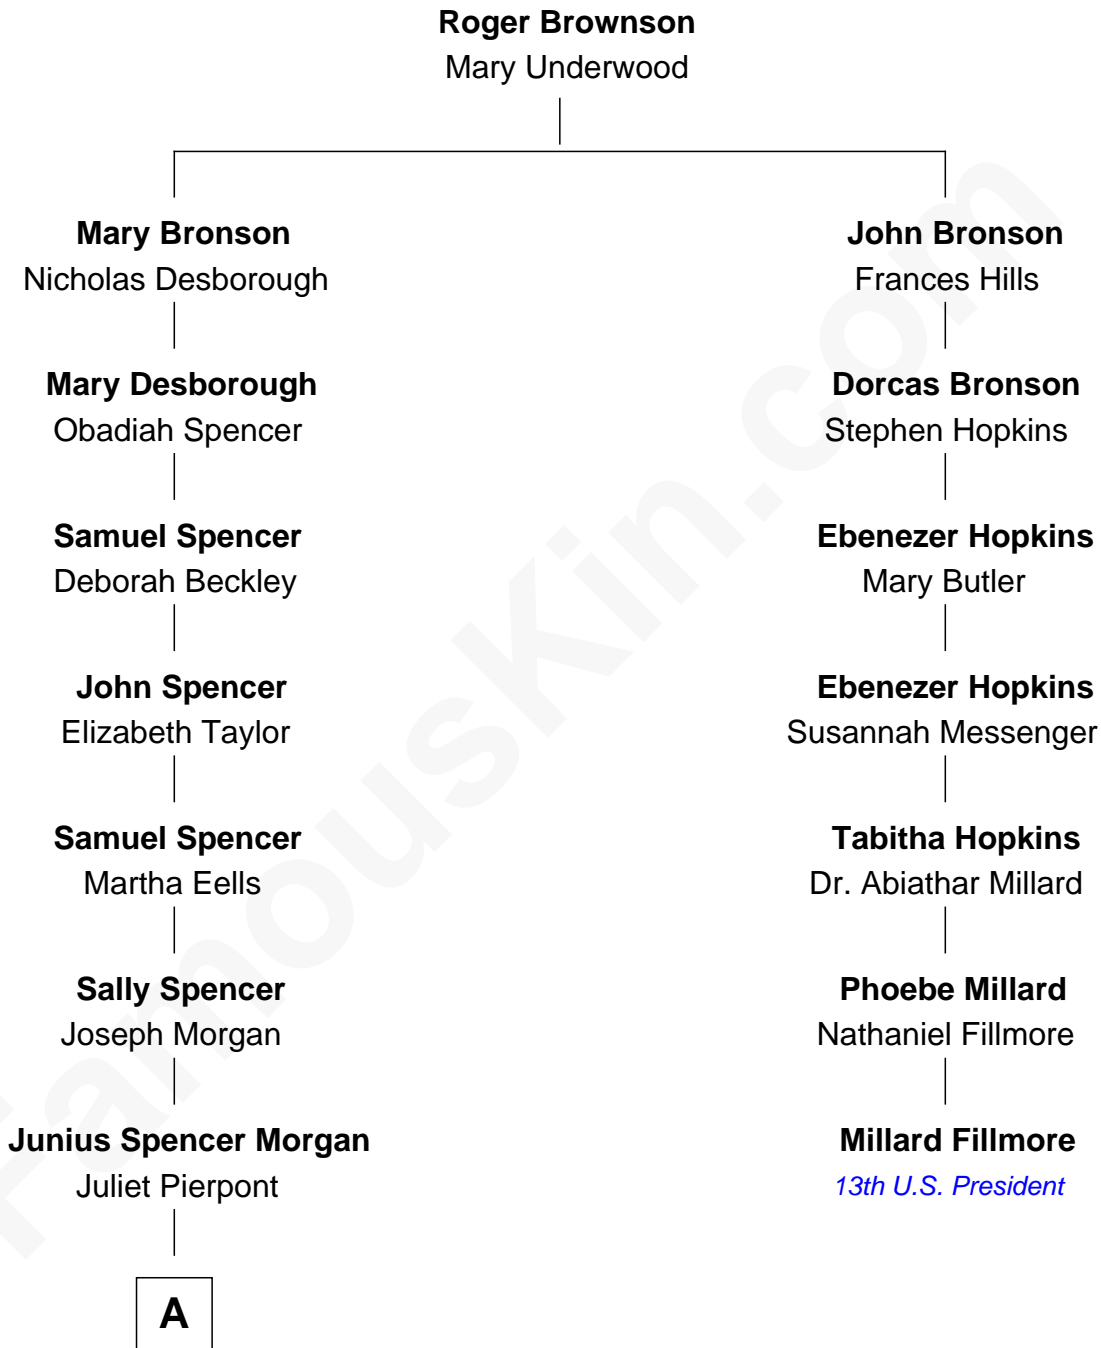 Roger Brownson
Mary Underwood
Mary Bronson
Nicholas Desborough
John Bronson
Frances Hills
Mary Desborough
Obadiah Spencer
Dorcas Bronson
Stephen Hopkins
Samuel Spencer
Deborah Beckley
Ebenezer Hopkins
Mary Butler
John Spencer
Elizabeth Taylor
Ebenezer Hopkins
Susannah Messenger
Samuel Spencer
Martha Eells
Tabitha Hopkins
Dr. Abiathar Millard
Sally Spencer
Joseph Morgan
Phoebe Millard
Nathaniel Fillmore
Junius Spencer Morgan
Juliet Pierpont
Millard Fillmore
13th U.S. President
A
FamousKin.com